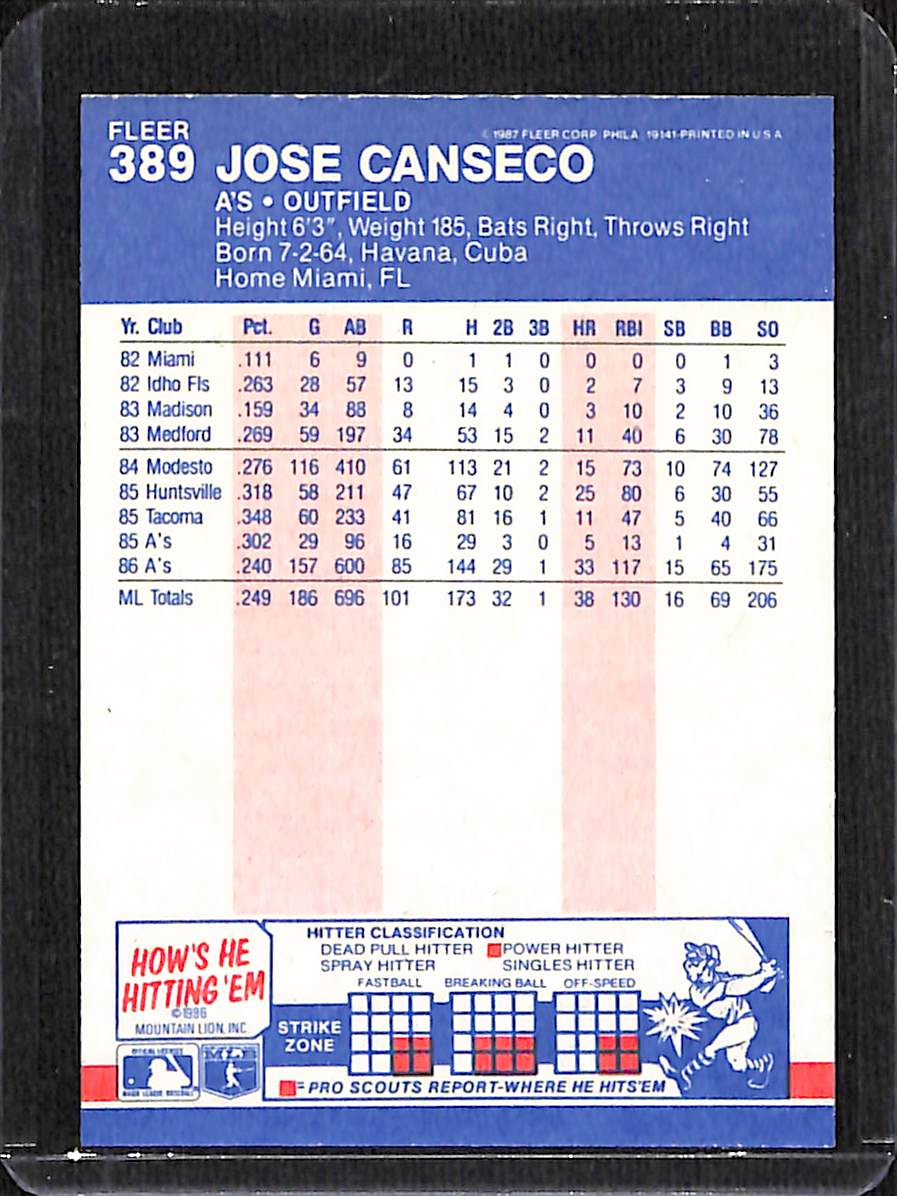 FLEER
© 1987 FLEER CORP. PHILA. 19141-PRINTED IN U S A
389 JOSE CANSECO
A'S • OUTFIELD
Height 6'3", Weight 185, Bats Right, Throws Right
Born 7-2-64, Havana, Cuba
Home Miami, FL
Yr. Club Pct. G AB R H 2B 3B HR RBI SB BB SO
82 Miami .111 6 9 0 1 1 0 0 0 0 1 3
82 Idho Fls .263 28 57 13 15 3 0 2 7 3 9 13
83 Madison .159 34 88 8 14 4 0 3 10 2 10 36
83 Medford .269 59 197 34 53 15 2 11 40 6 30 78
84 Modesto .276 116 410 61 113 21 2 15 73 10 74 127
85 Huntsville .318 58 211 47 67 10 2 25 80 6 30 55
85 Tacoma .348 60 233 41 81 16 1 11 47 5 40 66
85 A's .302 29 96 16 29 3 0 5 13 1 4 31
86 A's .240 157 600 85 144 29 1 33 117 15 65 175
ML Totals .249 186 696 101 173 32 1 38 130 16 69 206
HOW'S HE
HITTING 'EM
©1986
MOUNTAIN LION, INC.
HITTER CLASSIFICATION
DEAD PULL HITTER POWER HITTER
SPRAY HITTER SINGLES HITTER
FASTBALL BREAKING BALL OFF-SPEED
STRIKE
ZONE
= PRO SCOUTS REPORT-WHERE HE HITS'EM
OFFICIAL LICENSEE
MAJOR LEAGUE BASEBALL